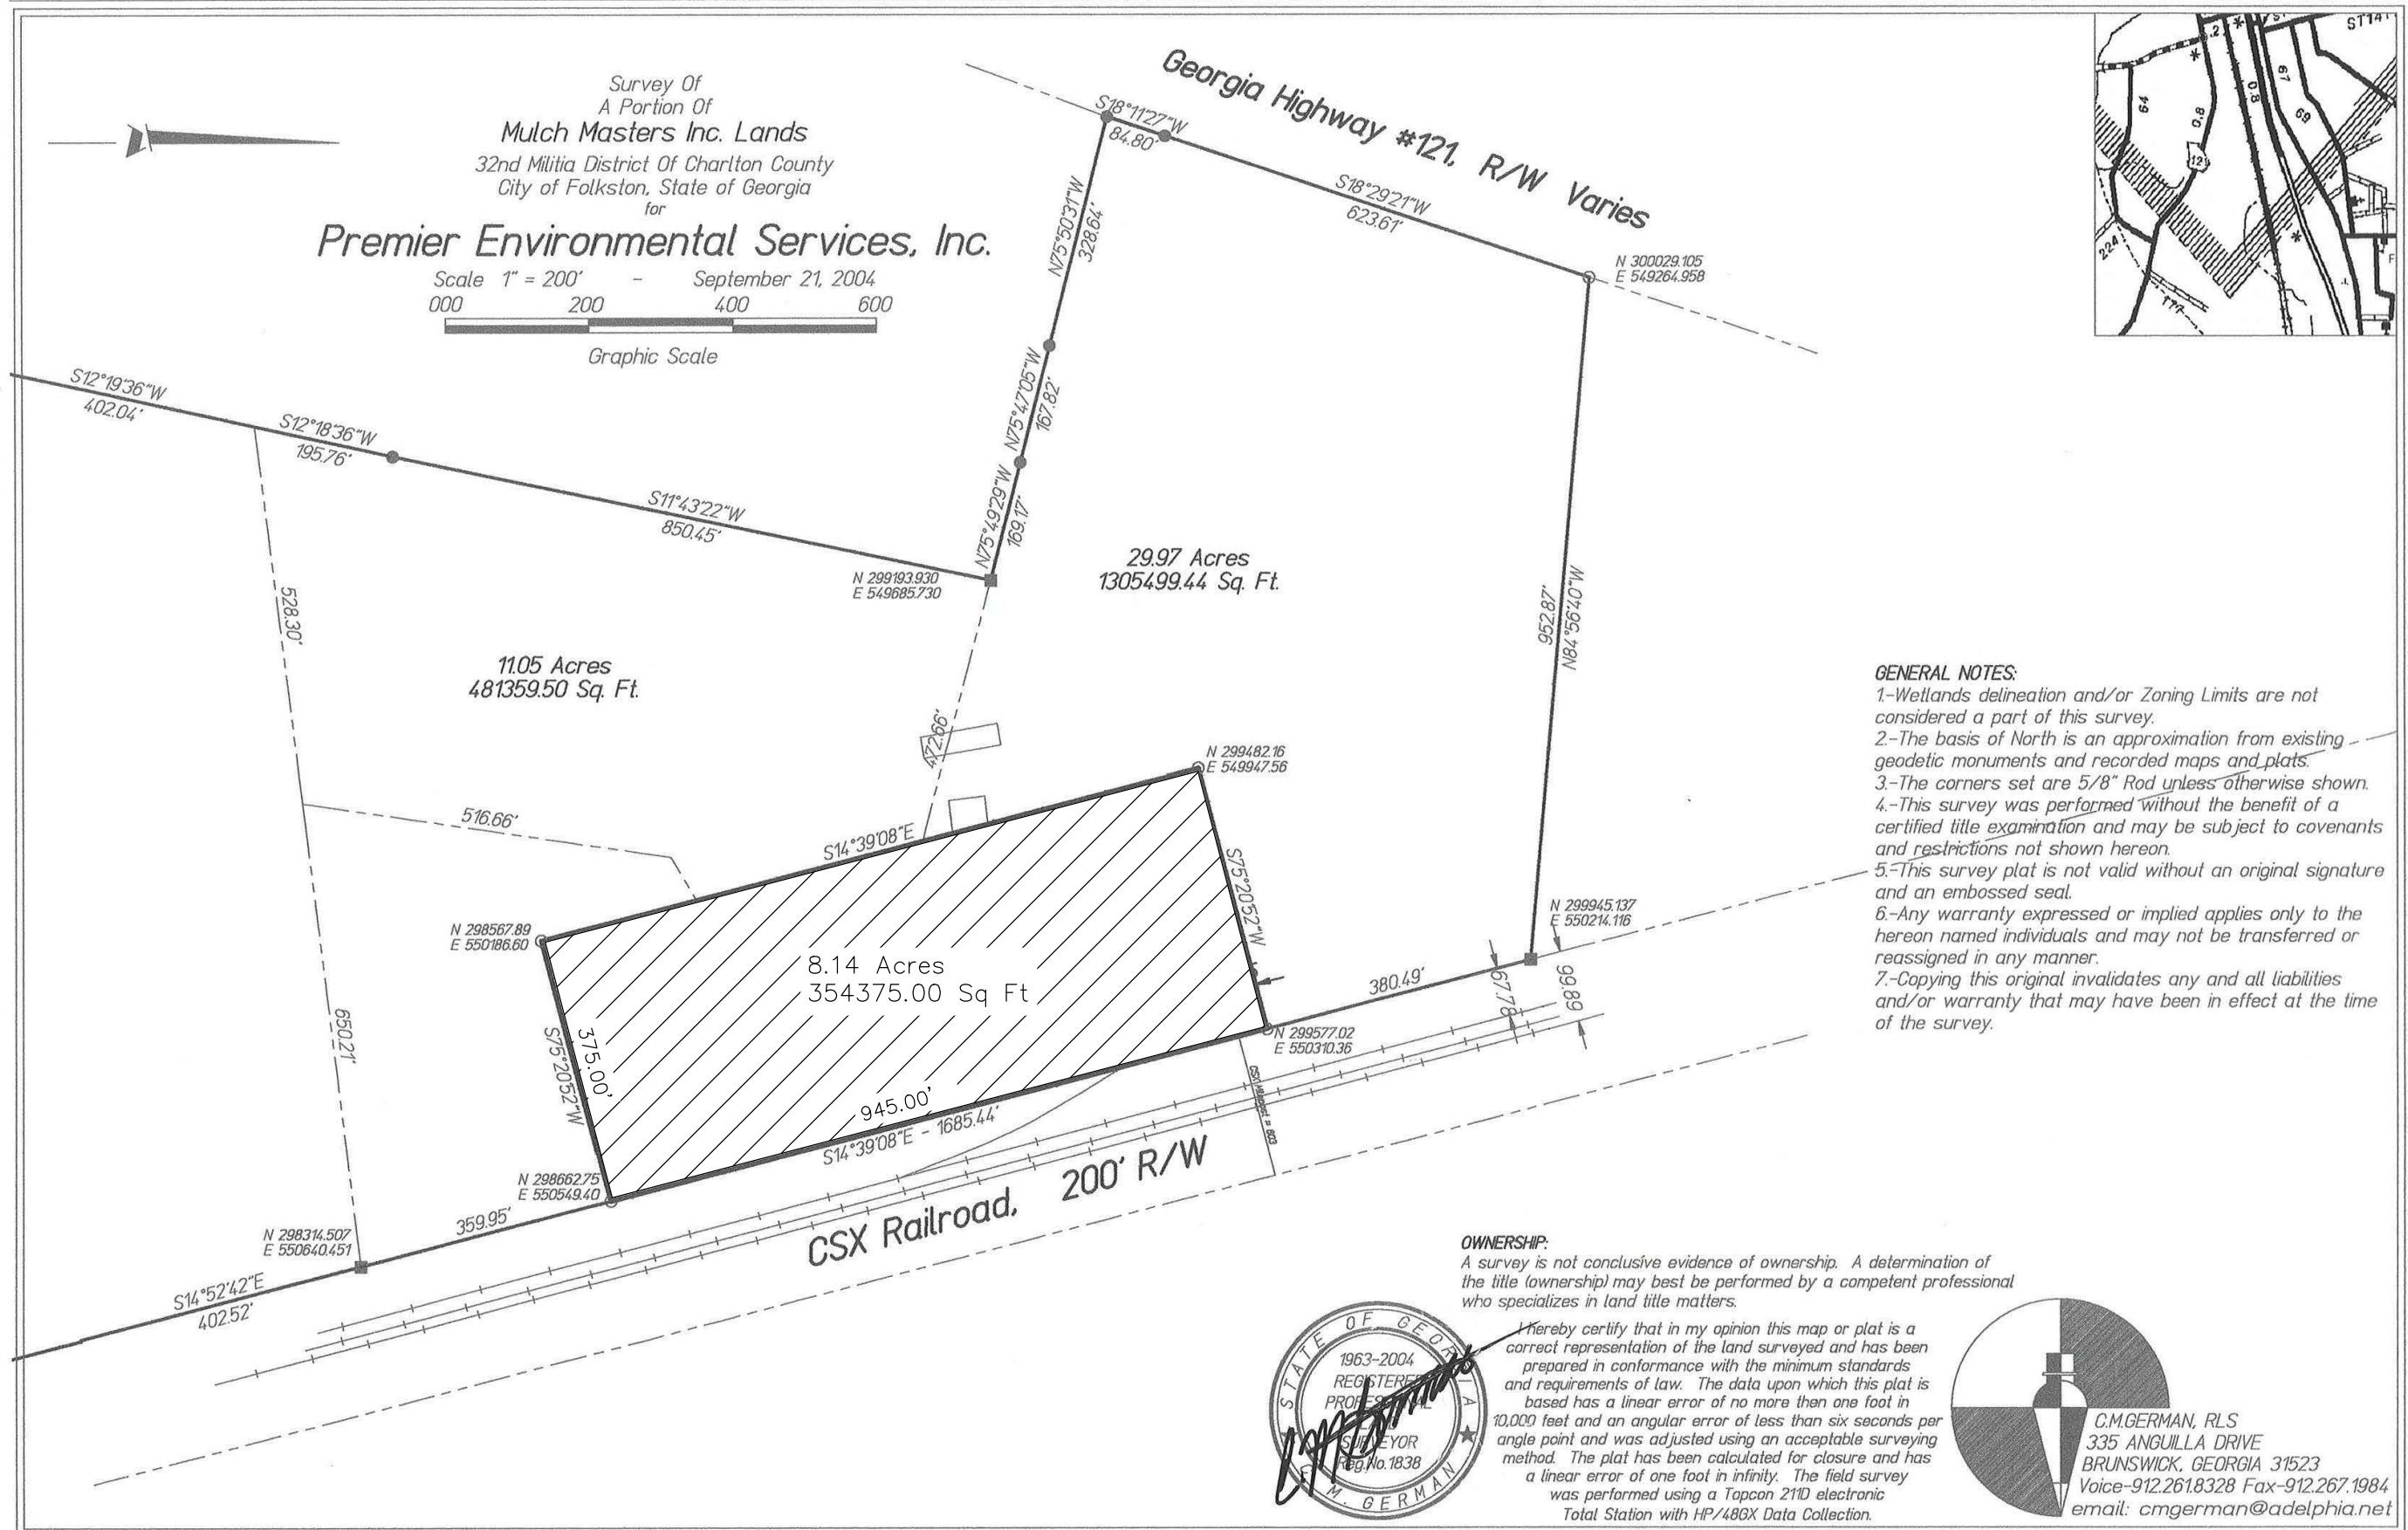 Survey Of
A Portion Of
Mulch Masters Inc. Lands
32nd Militia District Of Charlton County
City of Folkston, State of Georgia
for
Premier Environmental Services, Inc.
Scale 1" = 200' - September 21, 2004
000 200 400 600
Graphic Scale
N
Georgia Highway #121, R/W Varies
S18°11'27"W
84.80'
S18°29'21"W
623.61'
N 300029.105
E 549264.958
N75°50'31"W
328.64'
N75°47'05"W
167.82'
N75°49'29"W
169.17'
S12°19'36"W
402.04'
S12°18'36"W
195.76'
S11°43'22"W
850.45'
N 299193.930
E 549685.730
29.97 Acres
1305499.44 Sq. Ft.
952.87'
N84°56'40"W
528.30'
11.05 Acres
481359.50 Sq. Ft.
472.66'
N 299482.16
E 549947.56
516.66'
S14°39'08"E
S75°20'52"W
N 298567.89
E 550186.60
8.14 Acres
354375.00 Sq Ft
375.00'
S75°20'52"W
945.00'
S14°39'08"E - 1685.44'
N 299577.02
E 550310.36
380.49'
N 299945.137
E 550214.116
67.78'
99.89'
650.21'
N 298662.75
E 550549.40
359.95'
N 298314.507
E 550640.451
S14°52'42"E
402.52'
CSX Railroad, 200' R/W
64
0.8
.2
0.8
67
69
ST141
121
224
177
F
GENERAL NOTES:
1.-Wetlands delineation and/or Zoning Limits are not
considered a part of this survey.
2.-The basis of North is an approximation from existing
geodetic monuments and recorded maps and plats.
3.-The corners set are 5/8" Rod unless otherwise shown.
4.-This survey was performed without the benefit of a
certified title examination and may be subject to covenants
and restrictions not shown hereon.
5.-This survey plat is not valid without an original signature
and an embossed seal.
6.-Any warranty expressed or implied applies only to the
hereon named individuals and may not be transferred or
reassigned in any manner.
7.-Copying this original invalidates any and all liabilities
and/or warranty that may have been in effect at the time
of the survey.
OWNERSHIP:
A survey is not conclusive evidence of ownership. A determination of
the title (ownership) may best be performed by a competent professional
who specializes in land title matters.
I hereby certify that in my opinion this map or plat is a
correct representation of the land surveyed and has been
prepared in conformance with the minimum standards
and requirements of law. The data upon which this plat is
based has a linear error of no more then one foot in
10,000 feet and an angular error of less than six seconds per
angle point and was adjusted using an acceptable surveying
method. The plat has been calculated for closure and has
a linear error of one foot in infinity. The field survey
was performed using a Topcon 211D electronic
Total Station with HP/48GX Data Collection.
STATE OF GEORGIA
1963-2004
REGISTERED
PROFESSIONAL
LAND
SURVEYOR
Reg.No.1838
C. M. GERMAN
C.M.GERMAN, RLS
335 ANGUILLA DRIVE
BRUNSWICK, GEORGIA 31523
Voice-912.261.8328 Fax-912.267.1984
email: cmgerman@adelphia.net